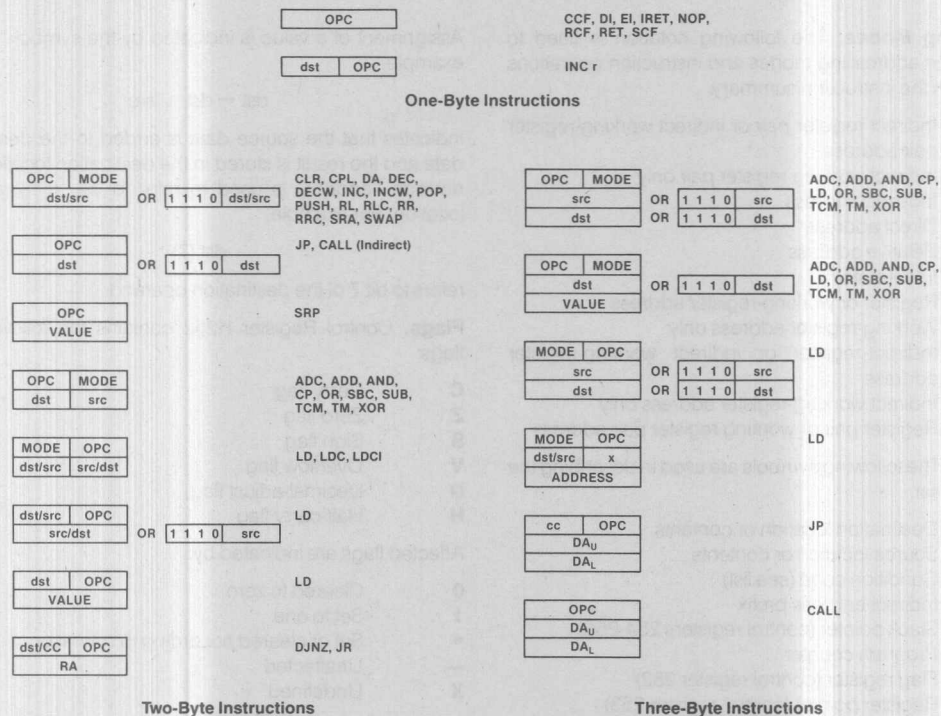 OPC
CCF, DI, EI, IRET, NOP,
RCF, RET, SCF
dst OPC
INC r
One-Byte Instructions
OPC MODE
dst/src OR 1 1 1 0 dst/src
CLR, CPL, DA, DEC,
DECW, INC, INCW, POP,
PUSH, RL, RLC, RR,
RRC, SRA, SWAP
OPC
dst OR 1 1 1 0 dst
JP, CALL (Indirect)
OPC
VALUE
SRP
OPC MODE
dst src
ADC, ADD, AND,
CP, OR, SBC, SUB,
TCM, TM, XOR
MODE OPC
dst/src src/dst
LD, LDC, LDCI
dst/src OPC
src/dst OR 1 1 1 0 src
LD
dst OPC
VALUE
LD
dst/CC OPC
RA
DJNZ, JR
Two-Byte Instructions
OPC MODE
src OR 1 1 1 0 src
dst OR 1 1 1 0 dst
ADC, ADD, AND, CP,
LD, OR, SBC, SUB,
TCM, TM, XOR
OPC MODE
dst OR 1 1 1 0 dst
VALUE
ADC, ADD, AND, CP,
LD, OR, SBC, SUB,
TCM, TM, XOR
MODE OPC
src OR 1 1 1 0 src
dst OR 1 1 1 0 dst
LD
MODE OPC
dst/src x
ADDRESS
LD
cc OPC
DAU
DAL
JP
OPC
DAU
DAL
CALL
Three-Byte Instructions